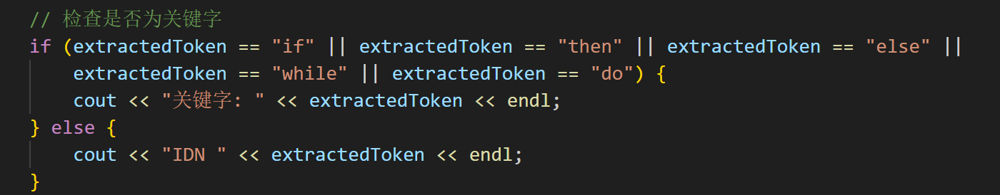 // 检查是否为关键字
if (extractedToken == "if" || extractedToken == "then" || extractedToken == "else" ||
    extractedToken == "while" || extractedToken == "do") {
    cout << "关键字: " << extractedToken << endl;
} else {
    cout << "IDN " << extractedToken << endl;
}